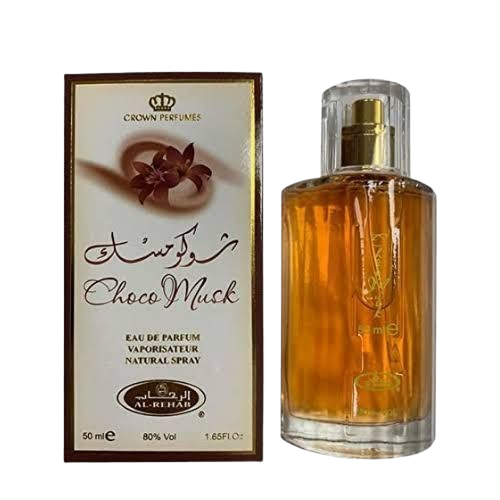 CROWN PERFUMES
شوكو مسك
Choco Musk
EAU DE PARFUM
VAPORISATEUR
NATURAL SPRAY
الرحاب
AL-REHAB ®
50 ml e
80% Vol
1.65Fl.Oz
50 ml e